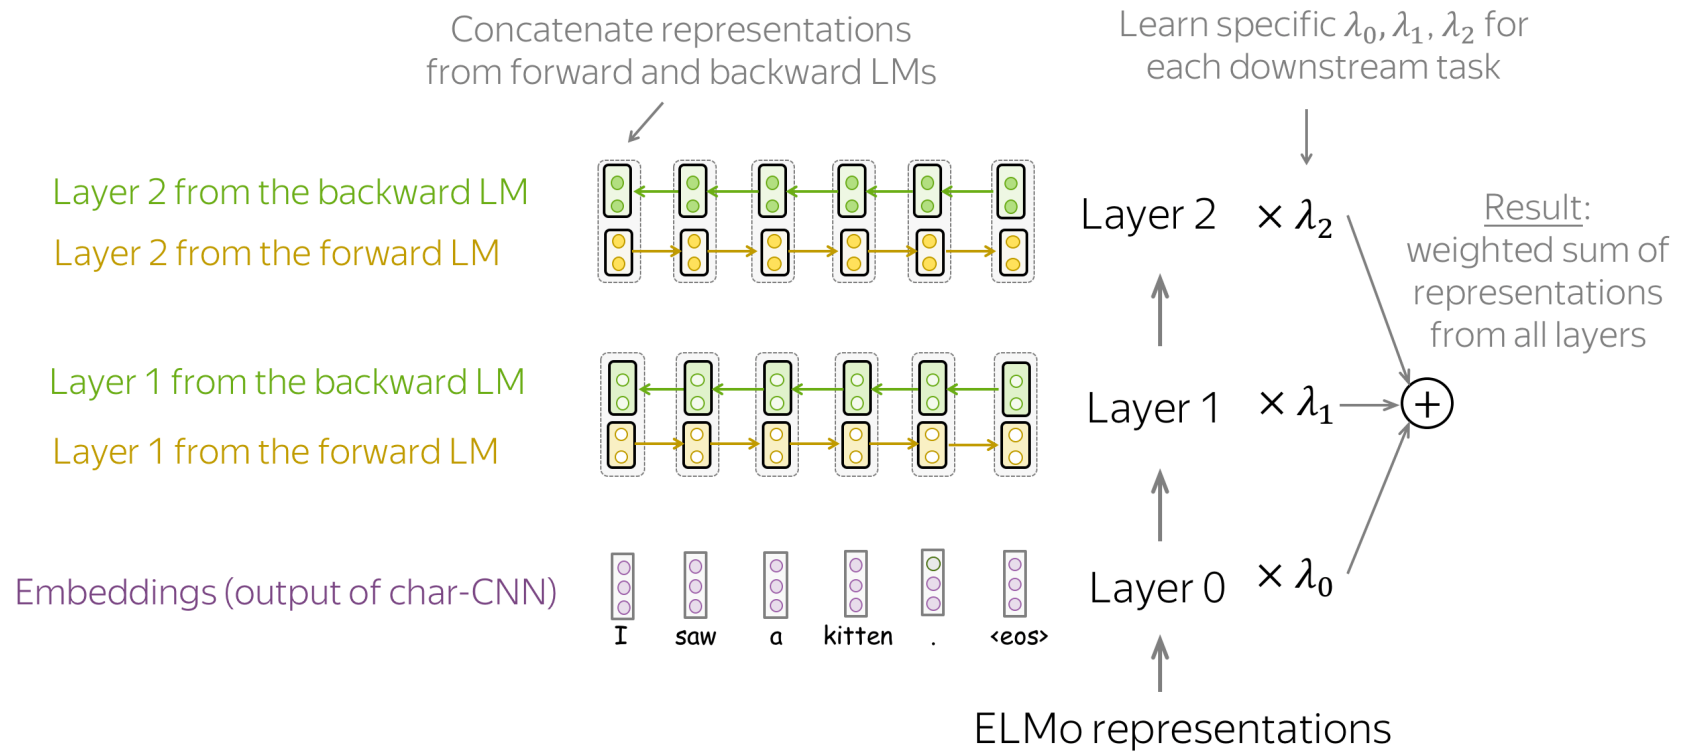 Concatenate representations
from forward and backward LMs
Learn specific λ₀, λ₁, λ₂ for
each downstream task
Layer 2 from the backward LM
Layer 2 from the forward LM
Layer 2 × λ₂
Result:
weighted sum of
representations
from all layers
Layer 1 from the backward LM
Layer 1 from the forward LM
Layer 1 × λ₁
+
Embeddings (output of char-CNN)
Layer 0 × λ₀
I saw a kitten . <eos>
ELMo representations